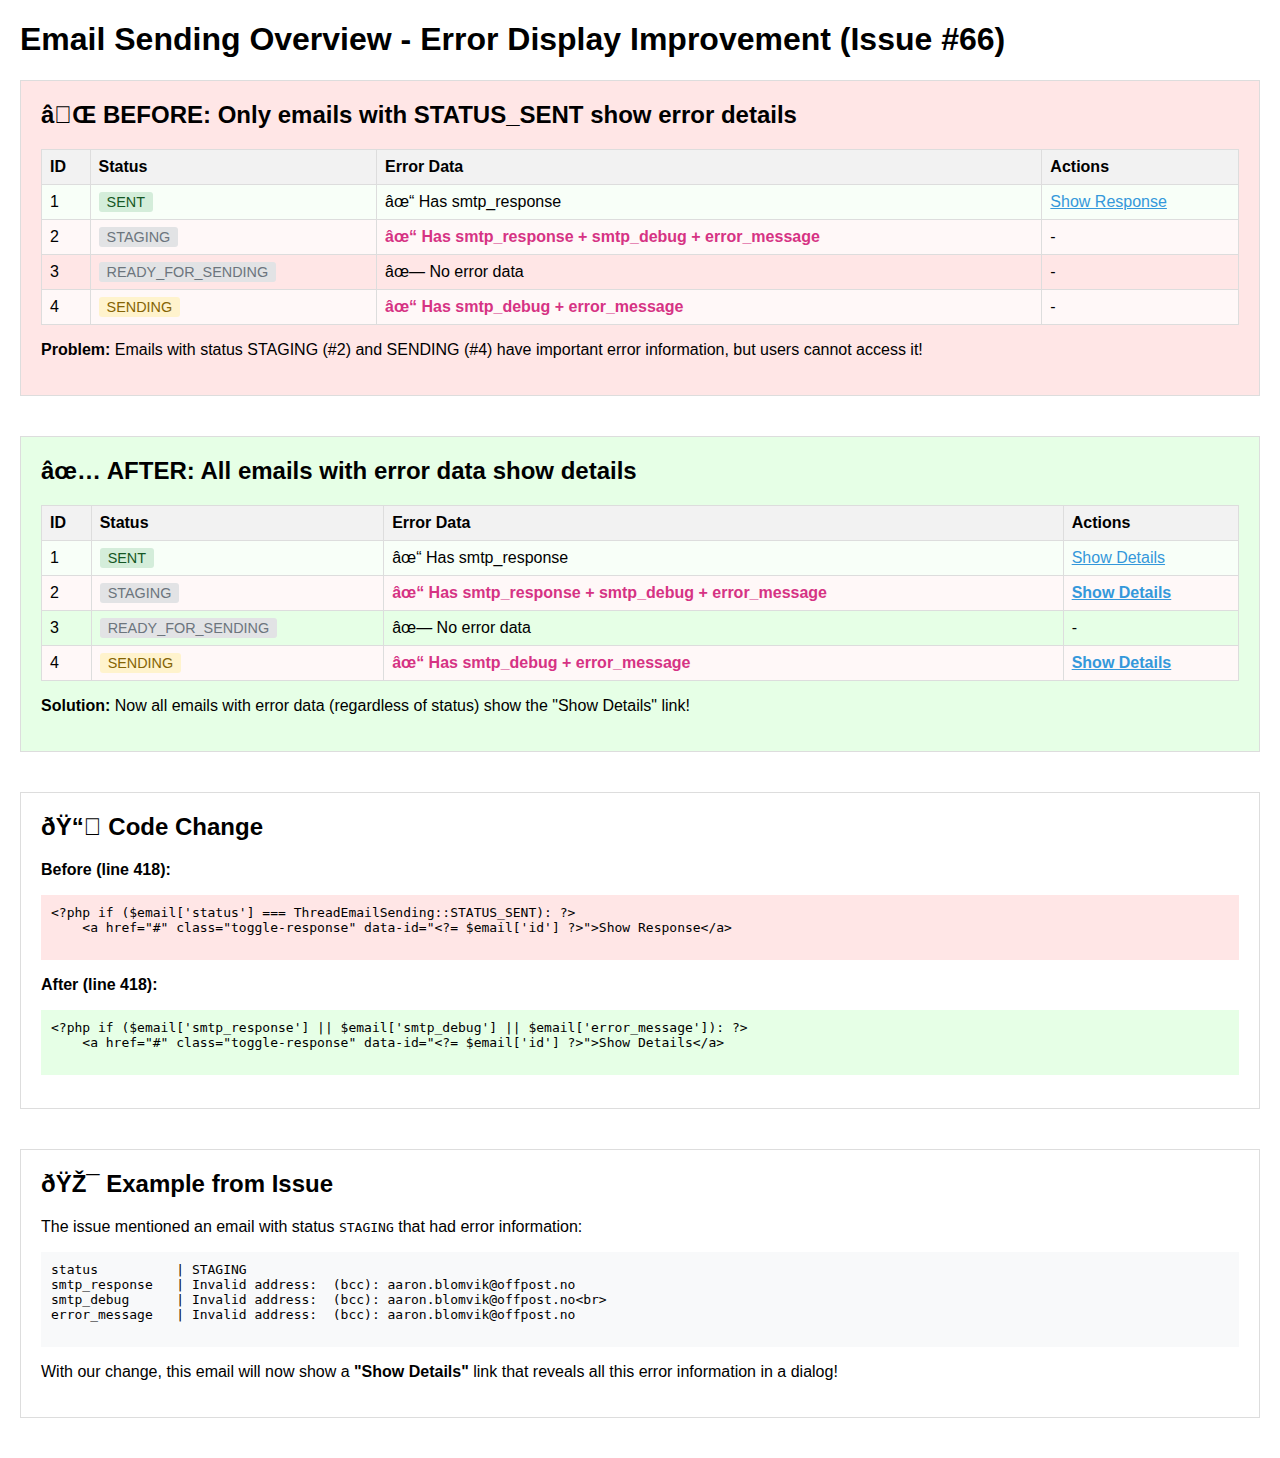 Email Sending Overview - Error Display Improvement (Issue #66)
â□Œ BEFORE: Only emails with STATUS_SENT show error details
ID Status Error Data Actions
1 SENT âœ“ Has smtp_response Show Response
2 STAGING âœ“ Has smtp_response + smtp_debug + error_message -
3 READY_FOR_SENDING âœ— No error data -
4 SENDING âœ“ Has smtp_debug + error_message -
Problem: Emails with status STAGING (#2) and SENDING (#4) have important error information, but users cannot access it!
âœ… AFTER: All emails with error data show details
ID Status Error Data Actions
1 SENT âœ“ Has smtp_response Show Details
2 STAGING âœ“ Has smtp_response + smtp_debug + error_message Show Details
3 READY_FOR_SENDING âœ— No error data -
4 SENDING âœ“ Has smtp_debug + error_message Show Details
Solution: Now all emails with error data (regardless of status) show the "Show Details" link!
ðŸ“□ Code Change
Before (line 418):
<?php if ($email['status'] === ThreadEmailSending::STATUS_SENT): ?>
    <a href="#" class="toggle-response" data-id="<?= $email['id'] ?>">Show Response</a>
After (line 418):
<?php if ($email['smtp_response'] || $email['smtp_debug'] || $email['error_message']): ?>
    <a href="#" class="toggle-response" data-id="<?= $email['id'] ?>">Show Details</a>
ðŸŽ¯ Example from Issue
The issue mentioned an email with status STAGING that had error information:
status          | STAGING
smtp_response   | Invalid address:  (bcc): aaron.blomvik@offpost.no
smtp_debug      | Invalid address:  (bcc): aaron.blomvik@offpost.no<br>
error_message   | Invalid address:  (bcc): aaron.blomvik@offpost.no
With our change, this email will now show a "Show Details" link that reveals all this error information in a dialog!